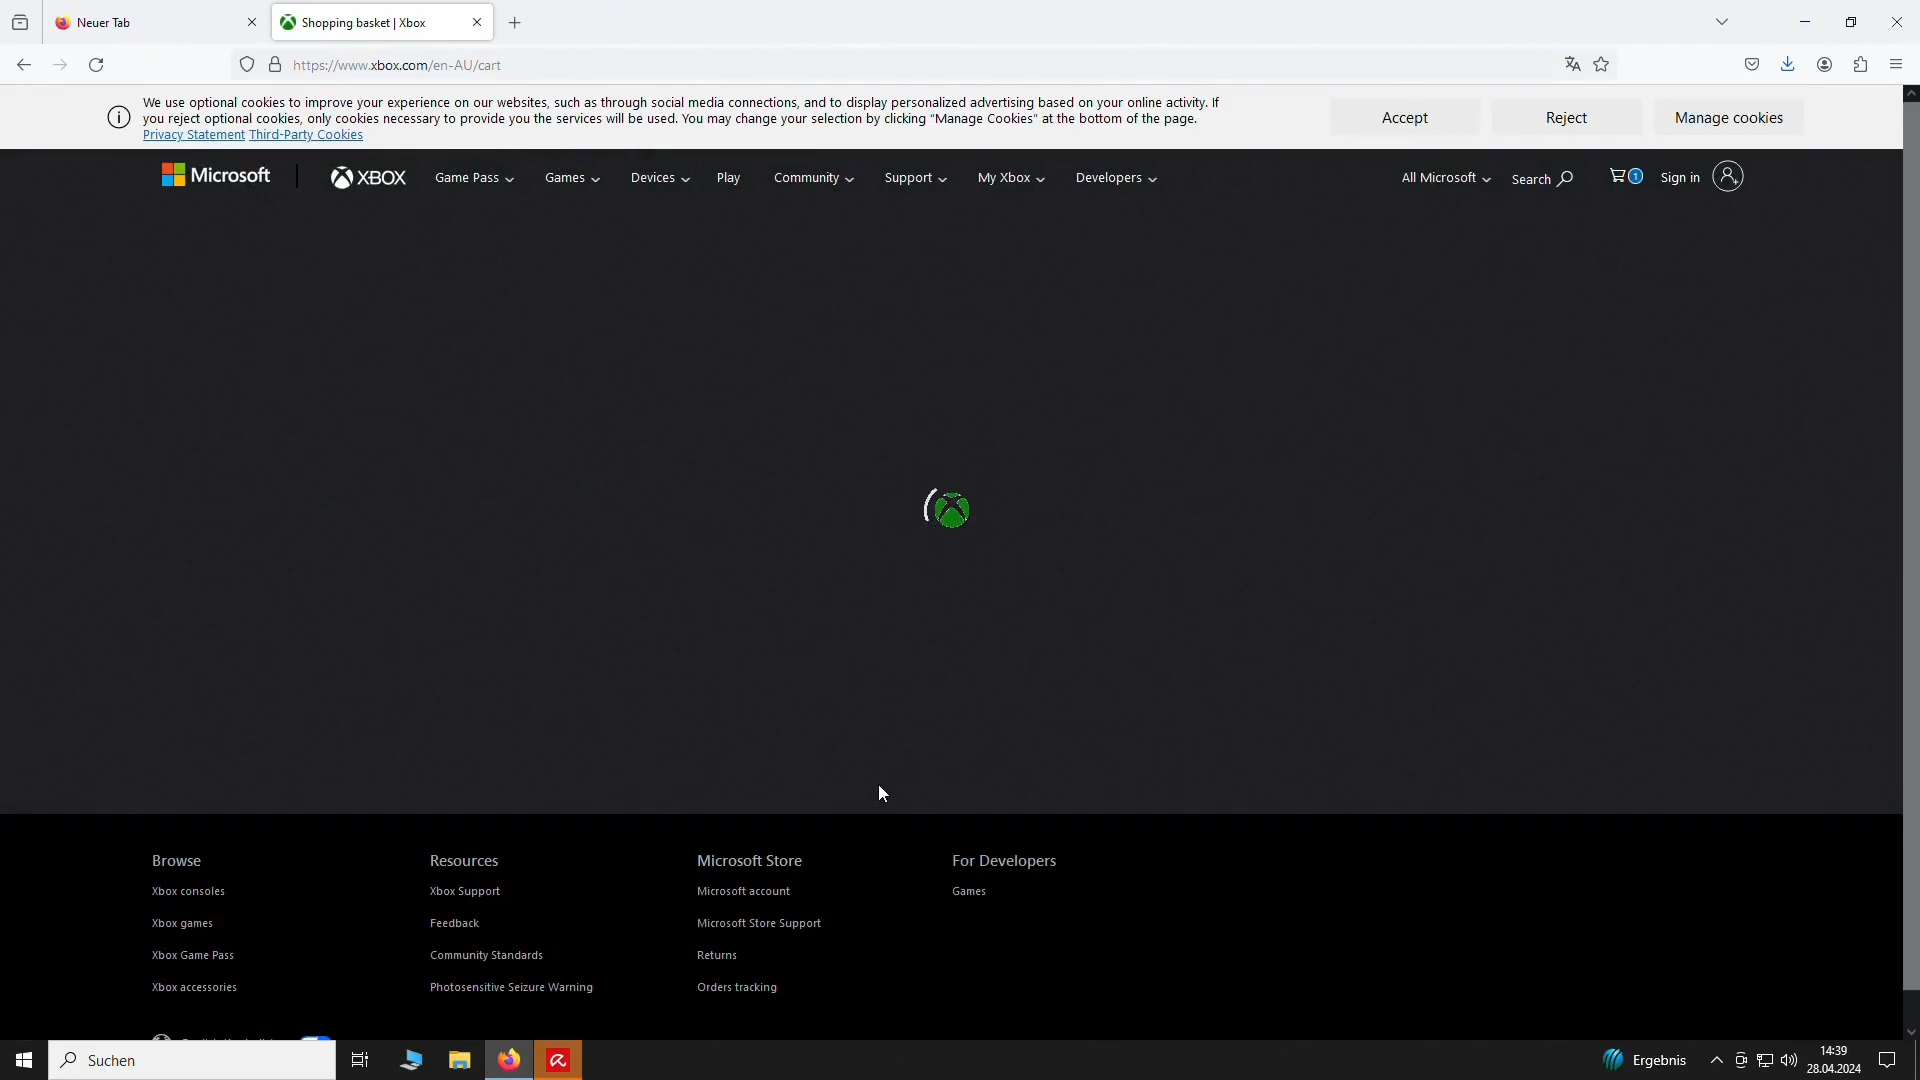 Neuer Tab
Shopping basket | Xbox
https://www.xbox.com/en-AU/cart
We use optional cookies to improve your experience on our websites, such as through social media connections, and to display personalized advertising based on your online activity. If
you reject optional cookies, only cookies necessary to provide you the services will be used. You may change your selection by clicking “Manage Cookies” at the bottom of the page.
Privacy Statement Third-Party Cookies
Accept
Reject
Manage cookies
Microsoft
XBOX
Game Pass
Games
Devices
Play
Community
Support
My Xbox
Developers
All Microsoft
Search
1
Sign in
Browse
Xbox consoles
Xbox games
Xbox Game Pass
Xbox accessories
Resources
Xbox Support
Feedback
Community Standards
Photosensitive Seizure Warning
Microsoft Store
Microsoft account
Microsoft Store Support
Returns
Orders tracking
For Developers
Games
Suchen
Ergebnis
14:39
28.04.2024